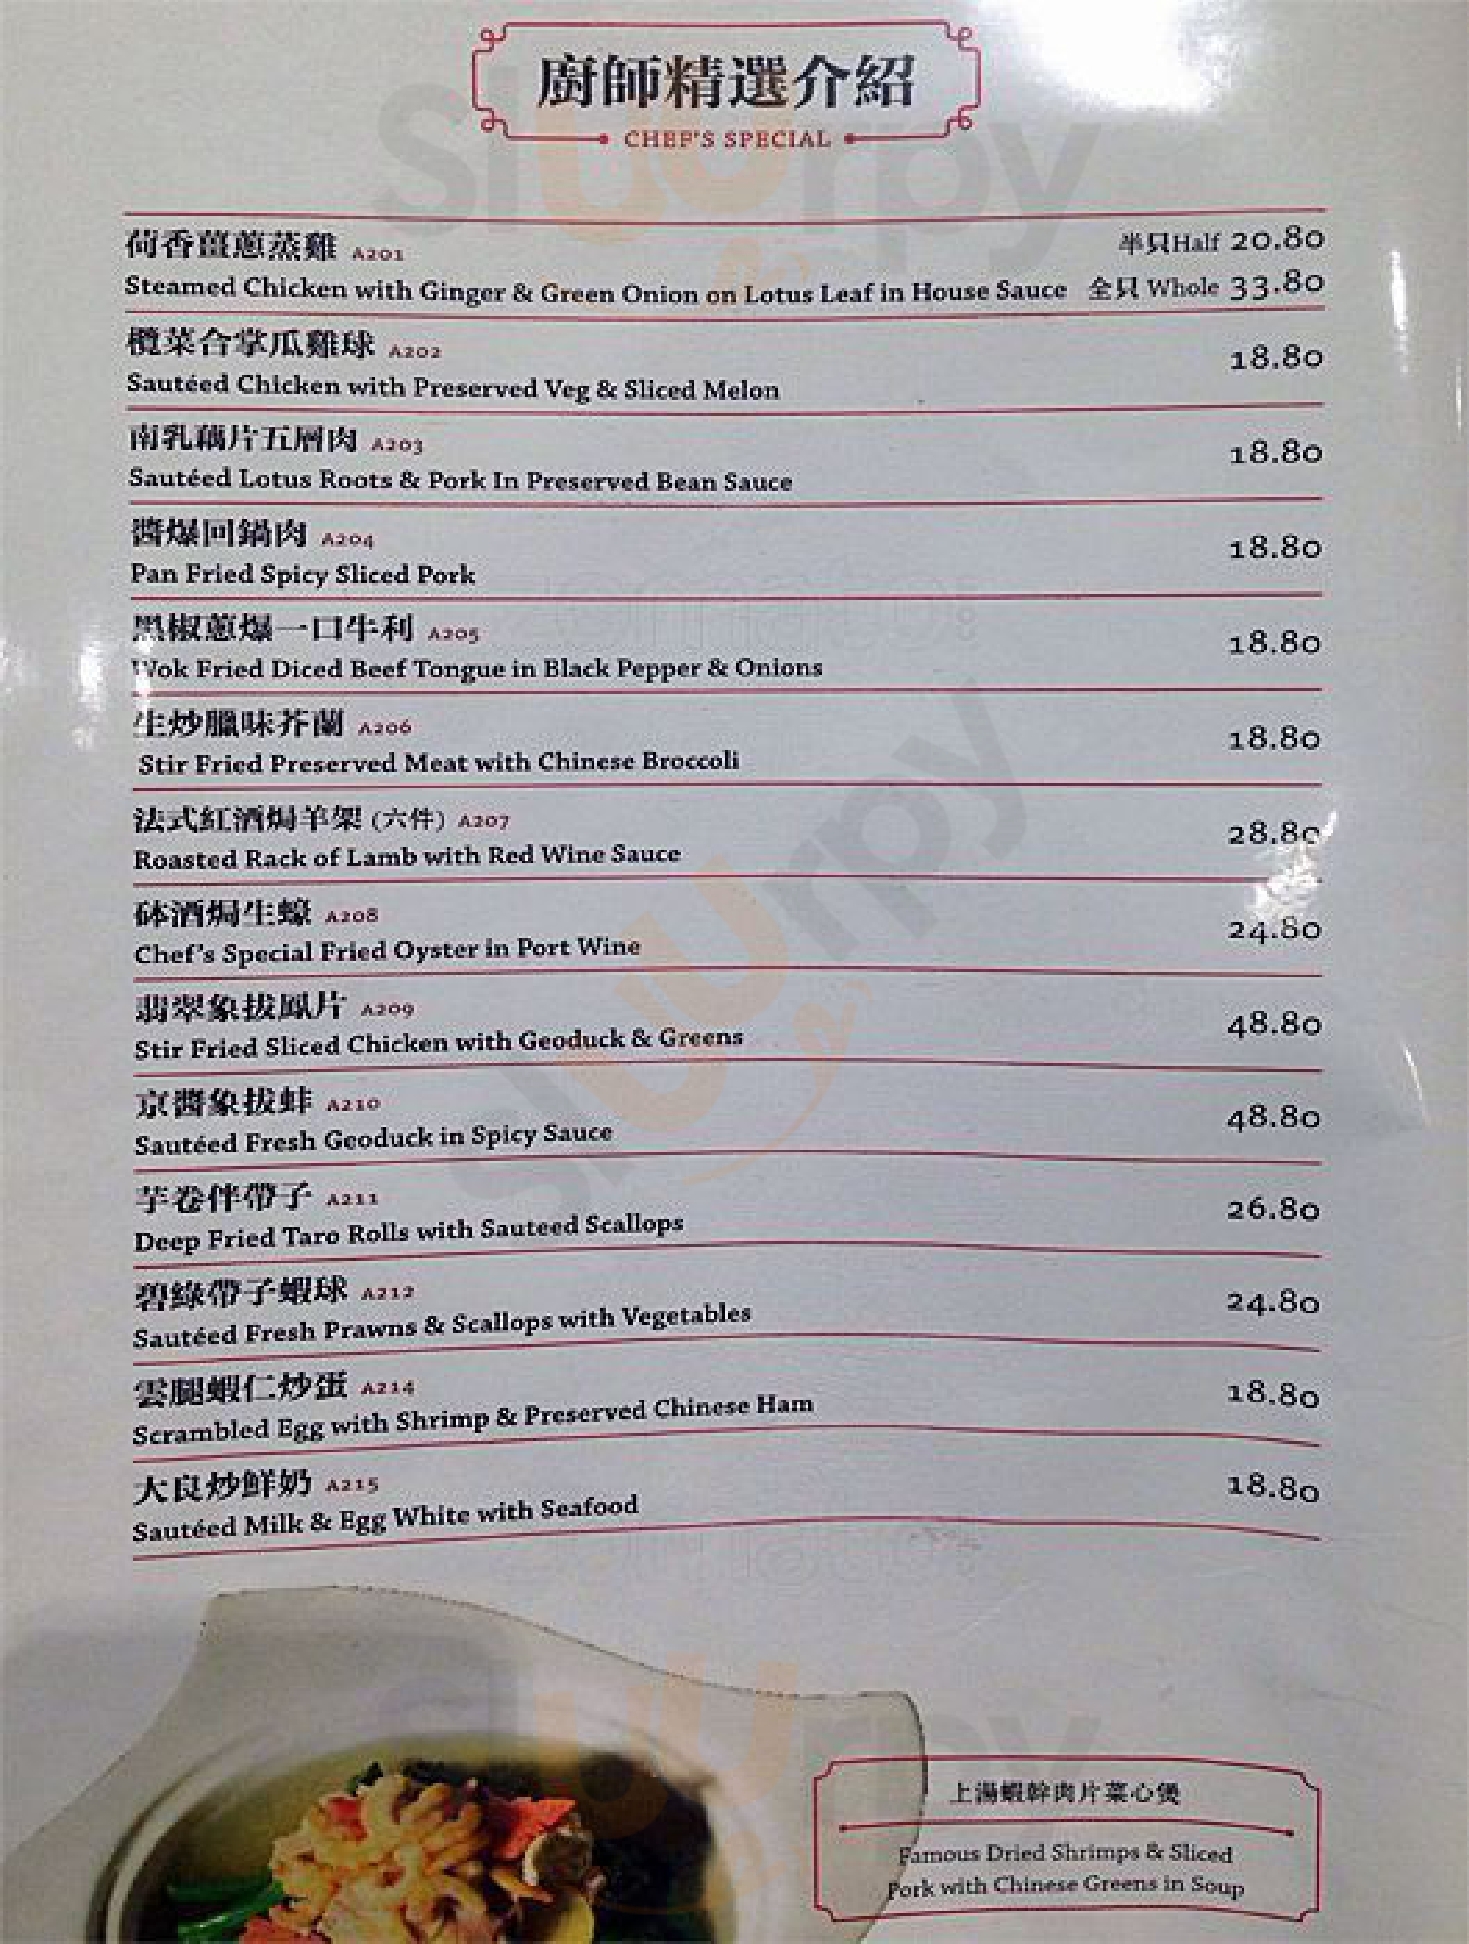 廚師精選介紹
CHEF'S SPECIAL
荷香薑蔥蒸雞 A201 半只Half 20.80
Steamed Chicken with Ginger & Green Onion on Lotus Leaf in House Sauce 全只 Whole 33.80
欖菜合掌瓜雞球 A202 18.80
Sautéed Chicken with Preserved Veg & Sliced Melon
南乳藕片五層肉 A203 18.80
Sautéed Lotus Roots & Pork In Preserved Bean Sauce
醬爆回鍋肉 A204 18.80
Pan Fried Spicy Sliced Pork
黑椒蔥爆一口牛利 A205 18.80
Wok Fried Diced Beef Tongue in Black Pepper & Onions
生炒臘味芥蘭 A206 18.80
Stir Fried Preserved Meat with Chinese Broccoli
法式紅酒焗羊架 (六件) A207 28.80
Roasted Rack of Lamb with Red Wine Sauce
砵酒焗生蠔 A208 24.80
Chef's Special Fried Oyster in Port Wine
翡翠象拔鳳片 A209 48.80
Stir Fried Sliced Chicken with Geoduck & Greens
京醬象拔蚌 A210 48.80
Sautéed Fresh Geoduck in Spicy Sauce
芋卷伴帶子 A211 26.80
Deep Fried Taro Rolls with Sauteed Scallops
碧綠帶子蝦球 A212 24.80
Sautéed Fresh Prawns & Scallops with Vegetables
雲腿蝦仁炒蛋 A214 18.80
Scrambled Egg with Shrimp & Preserved Chinese Ham
大良炒鮮奶 A215 18.80
Sautéed Milk & Egg White with Seafood
上湯蝦幹肉片菜心煲
Famous Dried Shrimps & Sliced
Pork with Chinese Greens in Soup
sluurpy
sluurpy
sluurpy